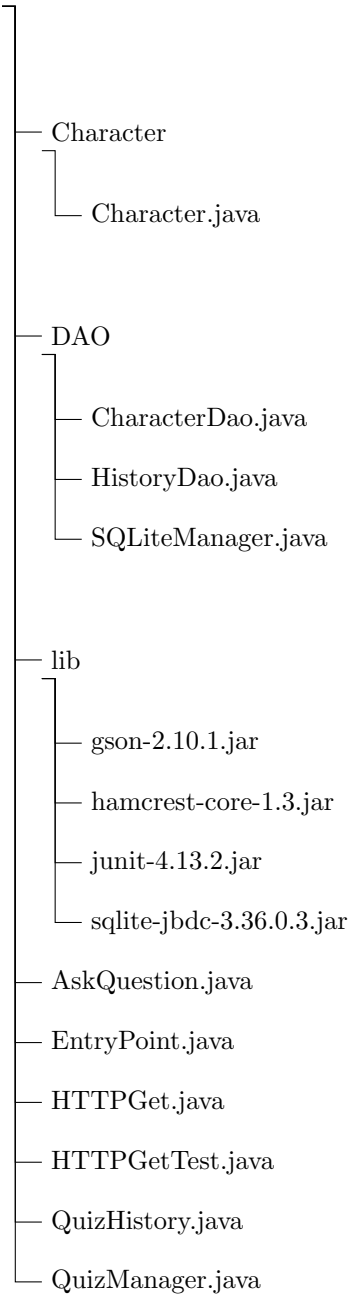 Character
Character.java
DAO
CharacterDao.java
HistoryDao.java
SQLiteManager.java
lib
gson-2.10.1.jar
hamcrest-core-1.3.jar
junit-4.13.2.jar
sqlite-jbdc-3.36.0.3.jar
AskQuestion.java
EntryPoint.java
HTTPGet.java
HTTPGetTest.java
QuizHistory.java
QuizManager.java